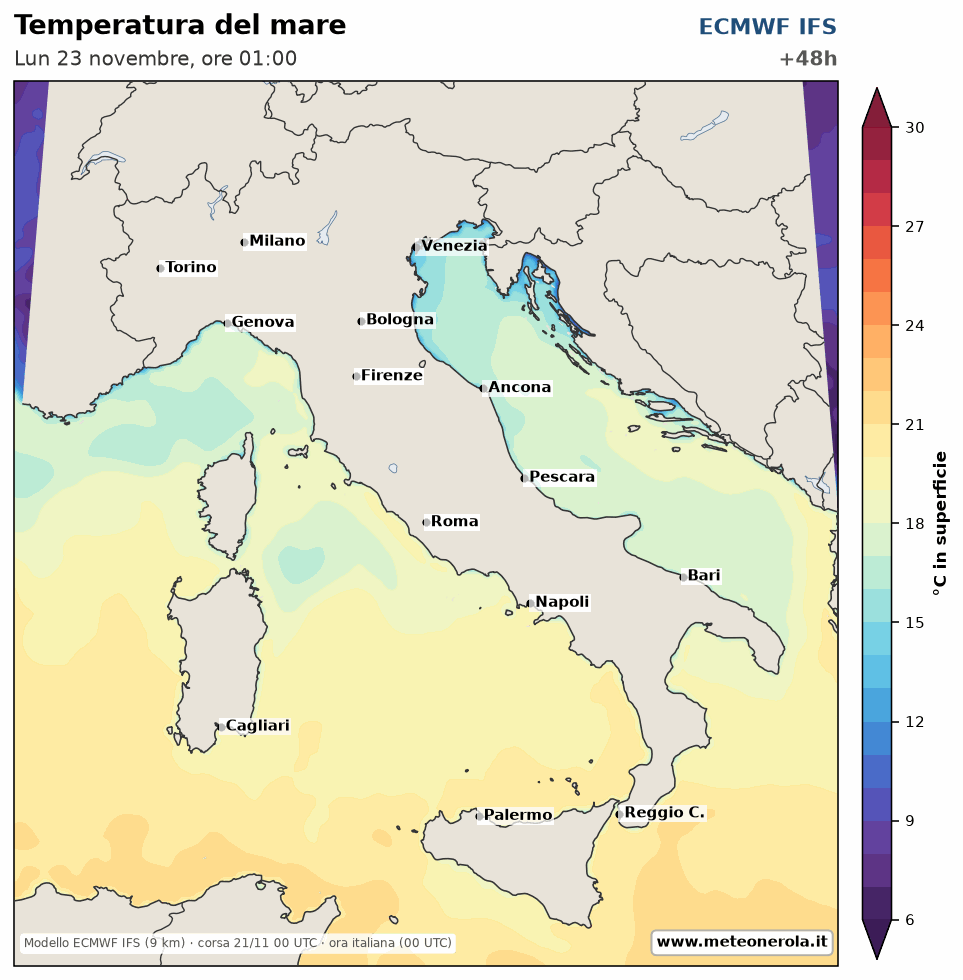 Temperatura del mare
ECMWF IFS
Lun 23 novembre, ore 01:00
+48h
Milano
Venezia
Torino
Genova
Bologna
Firenze
Ancona
Pescara
Roma
Bari
Napoli
Cagliari
Palermo
Reggio C.
30
27
24
21
18
15
12
9
6
°C in superficie
Modello ECMWF IFS (9 km) · corsa 21/11 00 UTC · ora italiana (00 UTC)
www.meteonerola.it